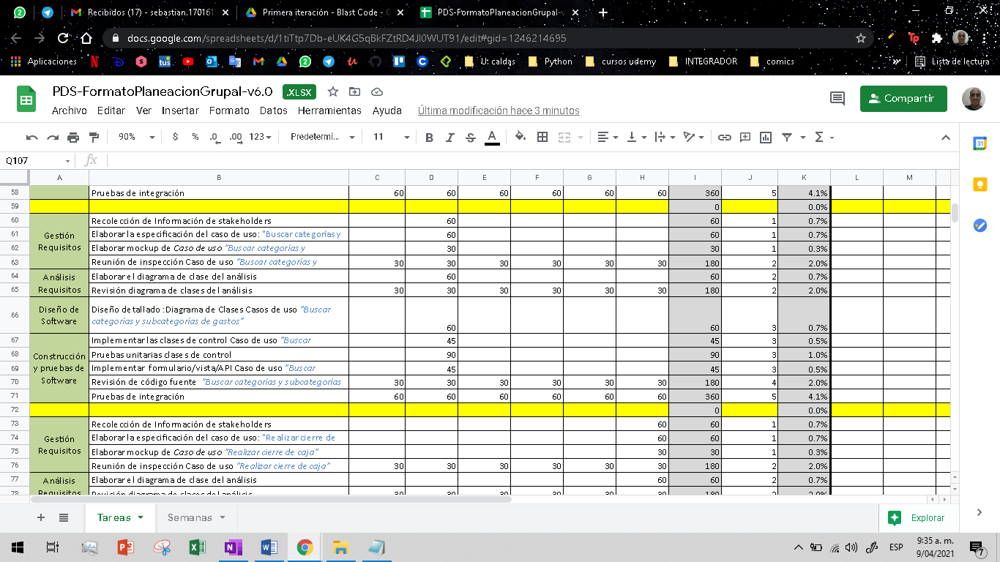 Recibidos (17) - sebastian.170161
Primera iteración - Blast Code - G
PDS-FormatoPlaneacionGrupal-v
docs.google.com/spreadsheets/d/1tiTtp7Db-eUK4G5qBkFZtRD4JI0WUT91/edit#gid=1246214695
Aplicaciones
tus
U: caldas
Python
cursos udemy
INTEGRADOR
comics
Lista de lectura
PDS-FormatoPlaneacionGrupal-v6.0 .XLSX
Archivo Editar Ver Insertar Formato Datos Herramientas Ayuda Última modificación hace 3 minutos
Compartir
90% $ % .0 .00 123 Predetermi... 11 B I S A
Q107 fx
A B C D E F G H I J K L M
58 Pruebas de integración 60 60 60 60 60 60 360 5 4.1%
59 0 0.0%
60 Recolección de Información de stakeholders 60 60 1 0.7%
Gestión Requisitos
61 Elaborar la especificación del caso de uso: "Buscar categorías y 60 60 1 0.7%
62 Elaborar mockup de Caso de uso "Buscar categorías y 30 30 1 0.3%
63 Reunión de inspección Caso de uso "Buscar categorías y 30 30 30 30 30 30 180 2 2.0%
Análisis Requisitos
64 Elaborar el diagrama de clase del análisis 60 60 2 0.7%
65 Revisión diagrama de clases del análisis 30 30 30 30 30 30 180 2 2.0%
Diseño de Software
66 Diseño detallado :Diagrama de Clases Casos de uso "Buscar
categorías y subcategorias de gastos" 60 60 3 0.7%
67 Implementar las clases de control Caso de uso "Buscar 45 45 3 0.5%
Construcción y pruebas de Software
68 Pruebas unitarias clases de control 90 90 3 1.0%
69 Implementar formulario/vista/API Caso de uso "Buscar 45 45 3 0.5%
70 Revisión de código fuente "Buscar categorías y subcategorías 30 30 30 30 30 30 180 4 2.0%
71 Pruebas de integración 60 60 60 60 60 60 360 5 4.1%
72 0 0.0%
73 Recolección de Información de stakeholders 60 60 1 0.7%
Gestión Requisitos
74 Elaborar la especificación del caso de uso: "Realizar cierre de 60 60 1 0.7%
75 Elaborar mockup de Caso de uso "Realizar cierre de caja" 30 30 1 0.3%
76 Reunión de inspección Caso de uso "Realizar cierre de caja" 30 30 30 30 30 30 180 2 2.0%
Análisis Requisitos
77 Elaborar el diagrama de clase del análisis 60 60 2 0.7%
78 Revisión diagrama de clases del análisis 30 30 30 30 30 30 180 2 2.0%
Tareas
Semanas
Explorar
ESP
9:35 a. m.
9/04/2021
7